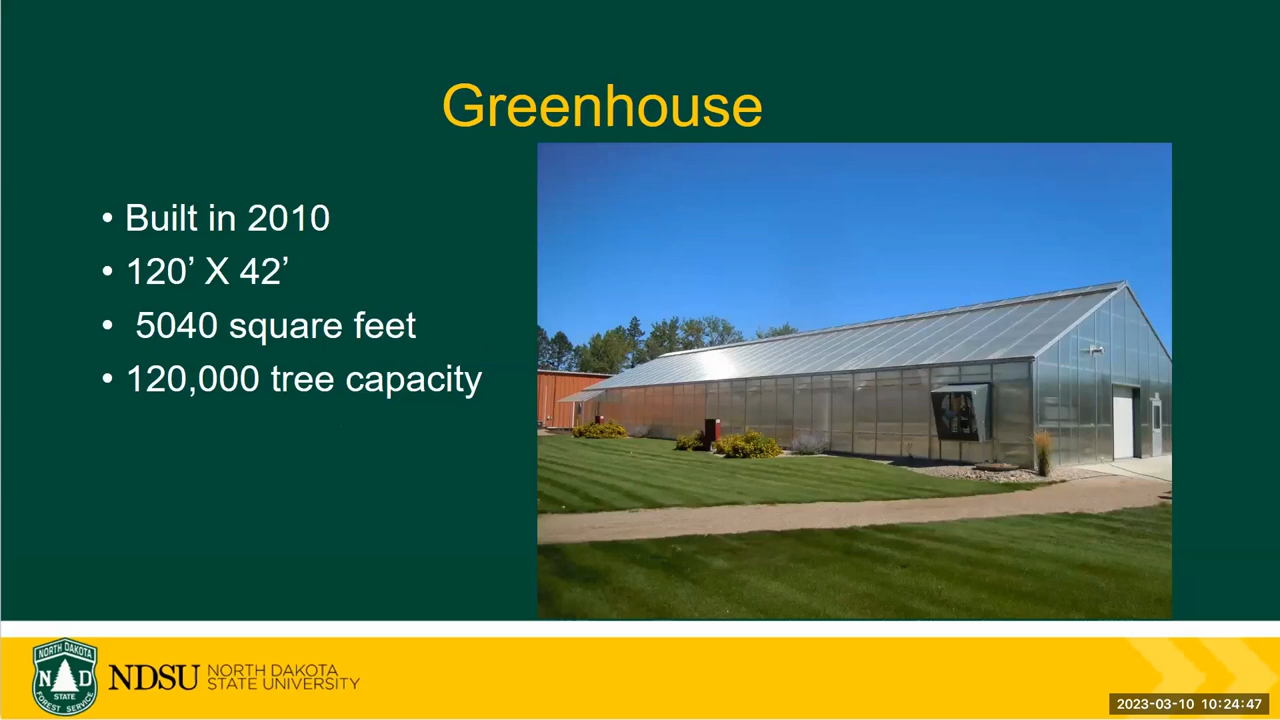 Greenhouse
• Built in 2010
• 120’ X 42’
• 5040 square feet
• 120,000 tree capacity
NORTH DAKOTA
N D
STATE
FOREST SERVICE
NDSU
NORTH DAKOTA
STATE UNIVERSITY
2023-03-10 10:24:47